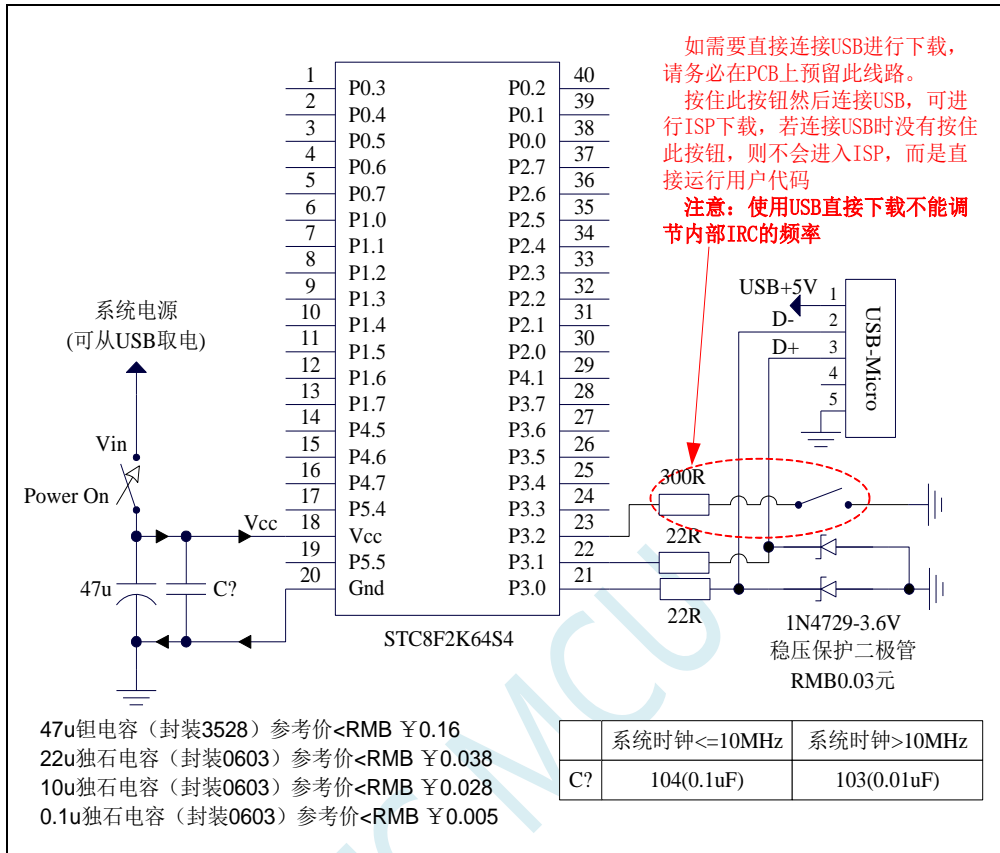 如需要直接连接USB进行下载，
请务必在PCB上预留此线路。
按住此按钮然后连接USB，可进
行ISP下载，若连接USB时没有按住
此按钮，则不会进入ISP，而是直
接运行用户代码
注意：使用USB直接下载不能调
节内部IRC的频率
1 P0.3 P0.2 40
2 P0.4 P0.1 39
3 P0.5 P0.0 38
4 P0.6 P2.7 37
5 P0.7 P2.6 36
6 P1.0 P2.5 35
7 P1.1 P2.4 34
8 P1.2 P2.3 33
9 P1.3 P2.2 32
10 P1.4 P2.1 31
11 P1.5 P2.0 30
12 P1.6 P4.1 29
13 P1.7 P3.7 28
14 P4.5 P3.6 27
15 P4.6 P3.5 26
16 P4.7 P3.4 25
17 P5.4 P3.3 24
18 Vcc P3.2 23
19 P5.5 P3.1 22
20 Gnd P3.0 21
STC8F2K64S4
系统电源
(可从USB取电)
Vin
Power On
Vcc
47u
C?
USB+5V 1
D- 2
D+ 3
4
5
USB-Micro
300R
22R
22R
1N4729-3.6V
稳压保护二极管
RMB0.03元
47u钽电容（封装3528）参考价<RMB ￥0.16
22u独石电容（封装0603）参考价<RMB ￥0.038
10u独石电容（封装0603）参考价<RMB ￥0.028
0.1u独石电容（封装0603）参考价<RMB ￥0.005
系统时钟<=10MHz 系统时钟>10MHz
C? 104(0.1uF) 103(0.01uF)
MCU